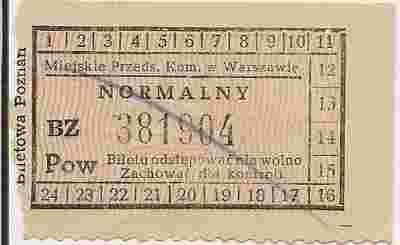 1 2 3 4 5 6 7 8 9 10 11
Miejskie Przeds. Kom. w Warszawie 12
NORMALNY 13
BZ 381904 14
Pow Biletu odstępować nie wolno 15
Zachować dla kontroli
24 23 22 21 20 19 18 17 16
Biletowa Poznań